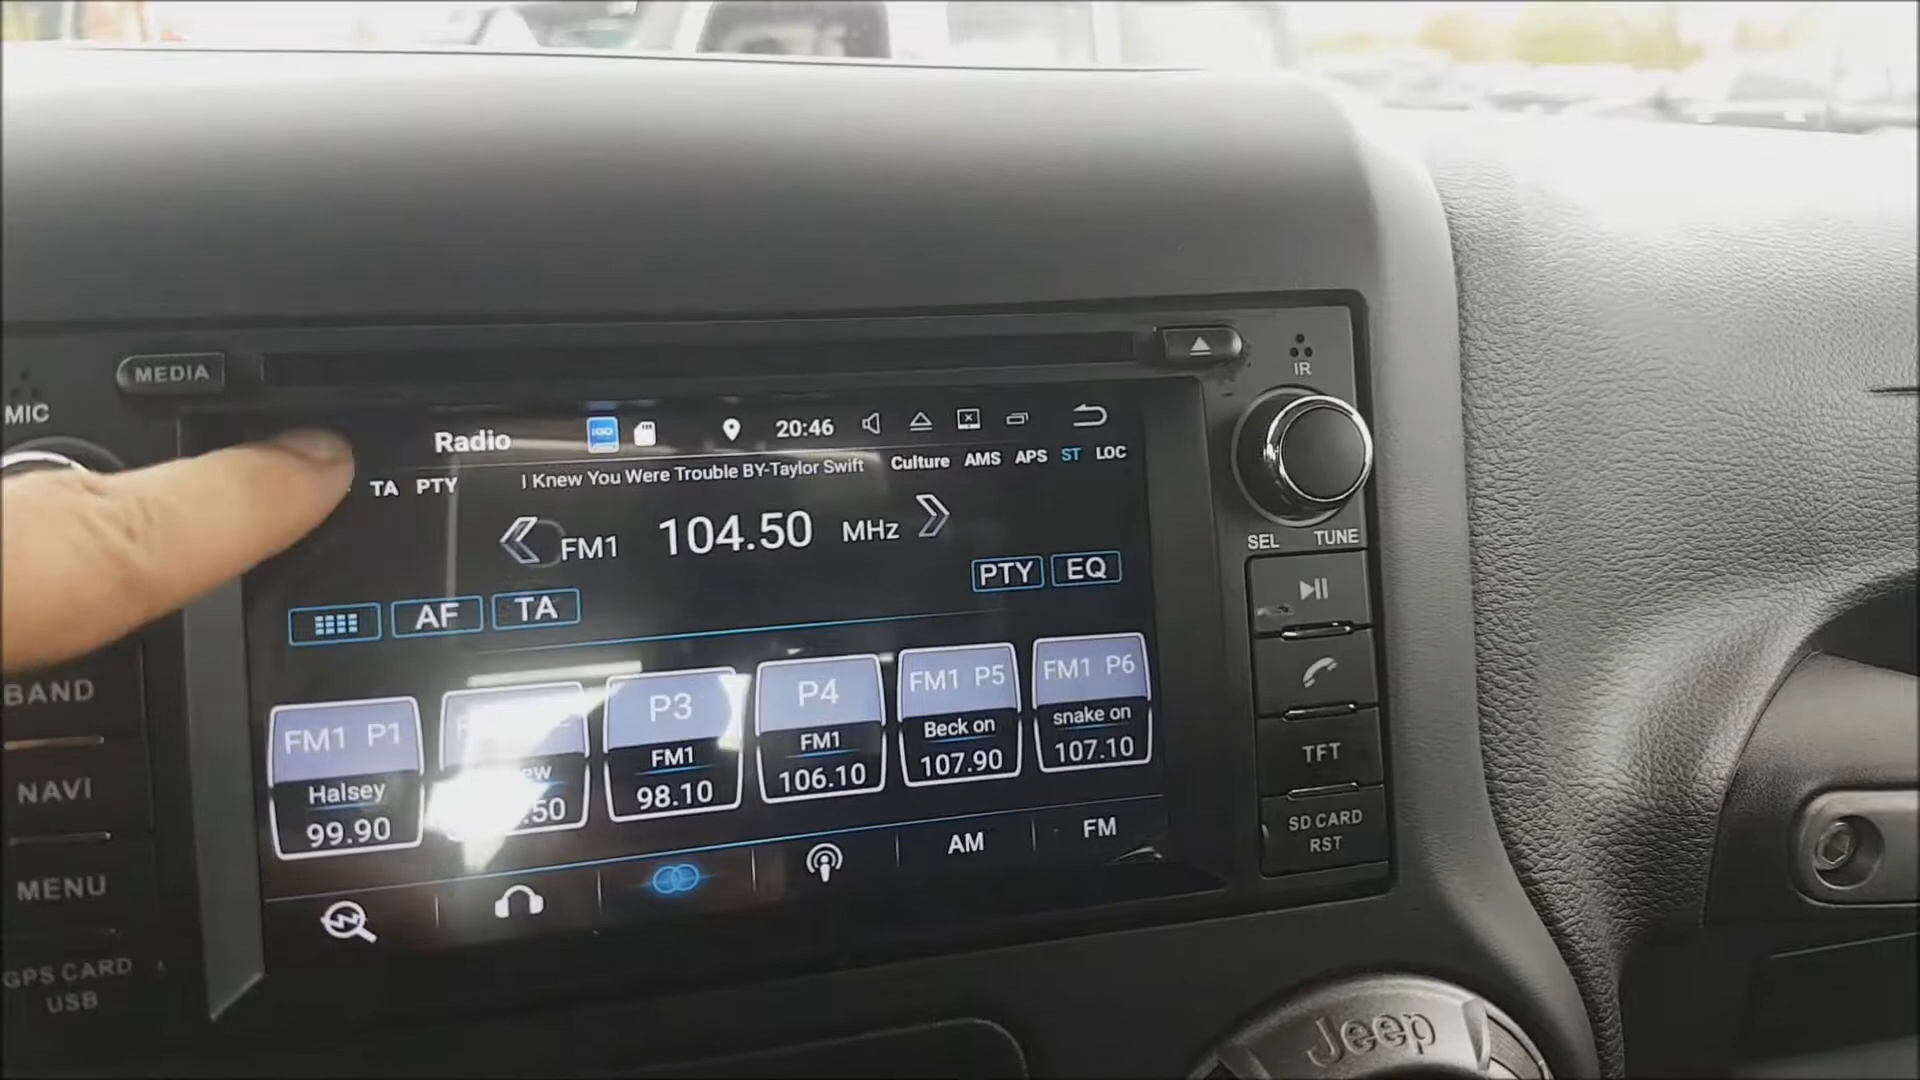 MEDIA
IR
MIC
Radio
20:46
TA PTY
I Knew You Were Trouble BY-Taylor Swift
Culture AMS APS ST LOC
FM1 104.50 MHz
SEL TUNE
PTY EQ
AF TA
BAND
NAVI
MENU
GPS CARD
USB
FM1 P1
Halsey
99.90
.50
P3
FM1
98.10
P4
FM1
106.10
FM1 P5
Beck on
107.90
FM1 P6
snake on
107.10
AM
FM
TFT
SD CARD
RST
Jeep